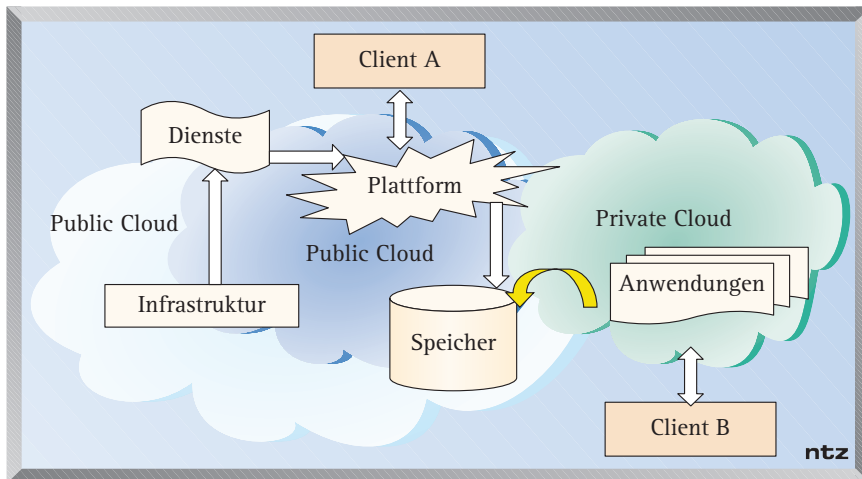 Client A
Dienste
Plattform
Public Cloud
Private Cloud
Public Cloud
Anwendungen
Infrastruktur
Speicher
Client B
ntz